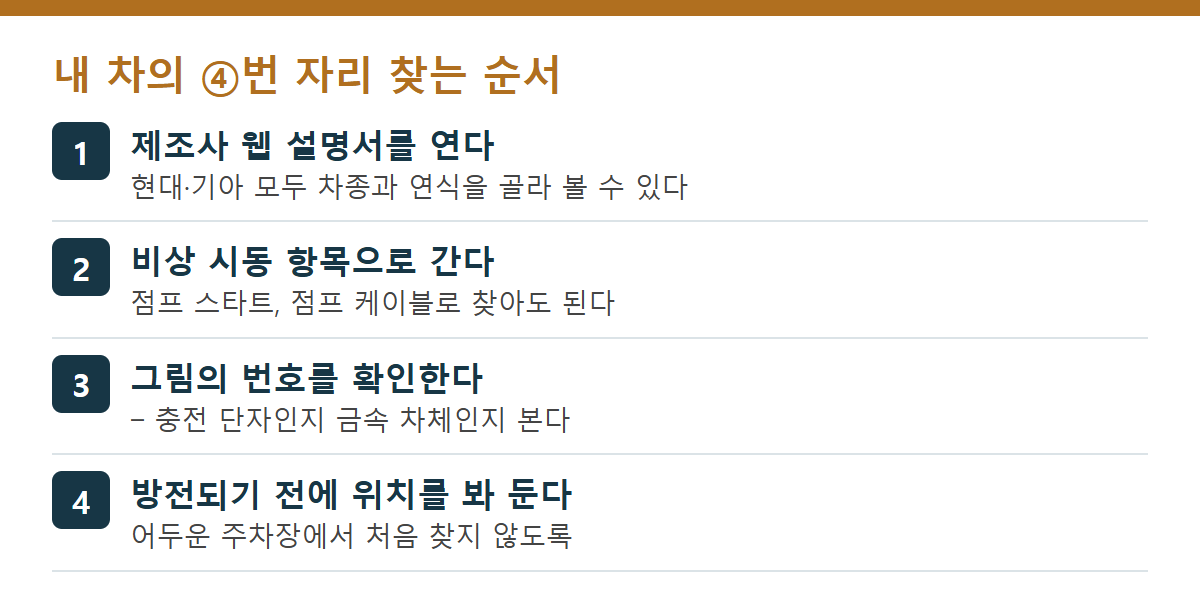 내 차의 ④번 자리 찾는 순서
1
제조사 웹 설명서를 연다
현대·기아 모두 차종과 연식을 골라 볼 수 있다
2
비상 시동 항목으로 간다
점프 스타트, 점프 케이블로 찾아도 된다
3
그림의 번호를 확인한다
– 충전 단자인지 금속 차체인지 본다
4
방전되기 전에 위치를 봐 둔다
어두운 주차장에서 처음 찾지 않도록